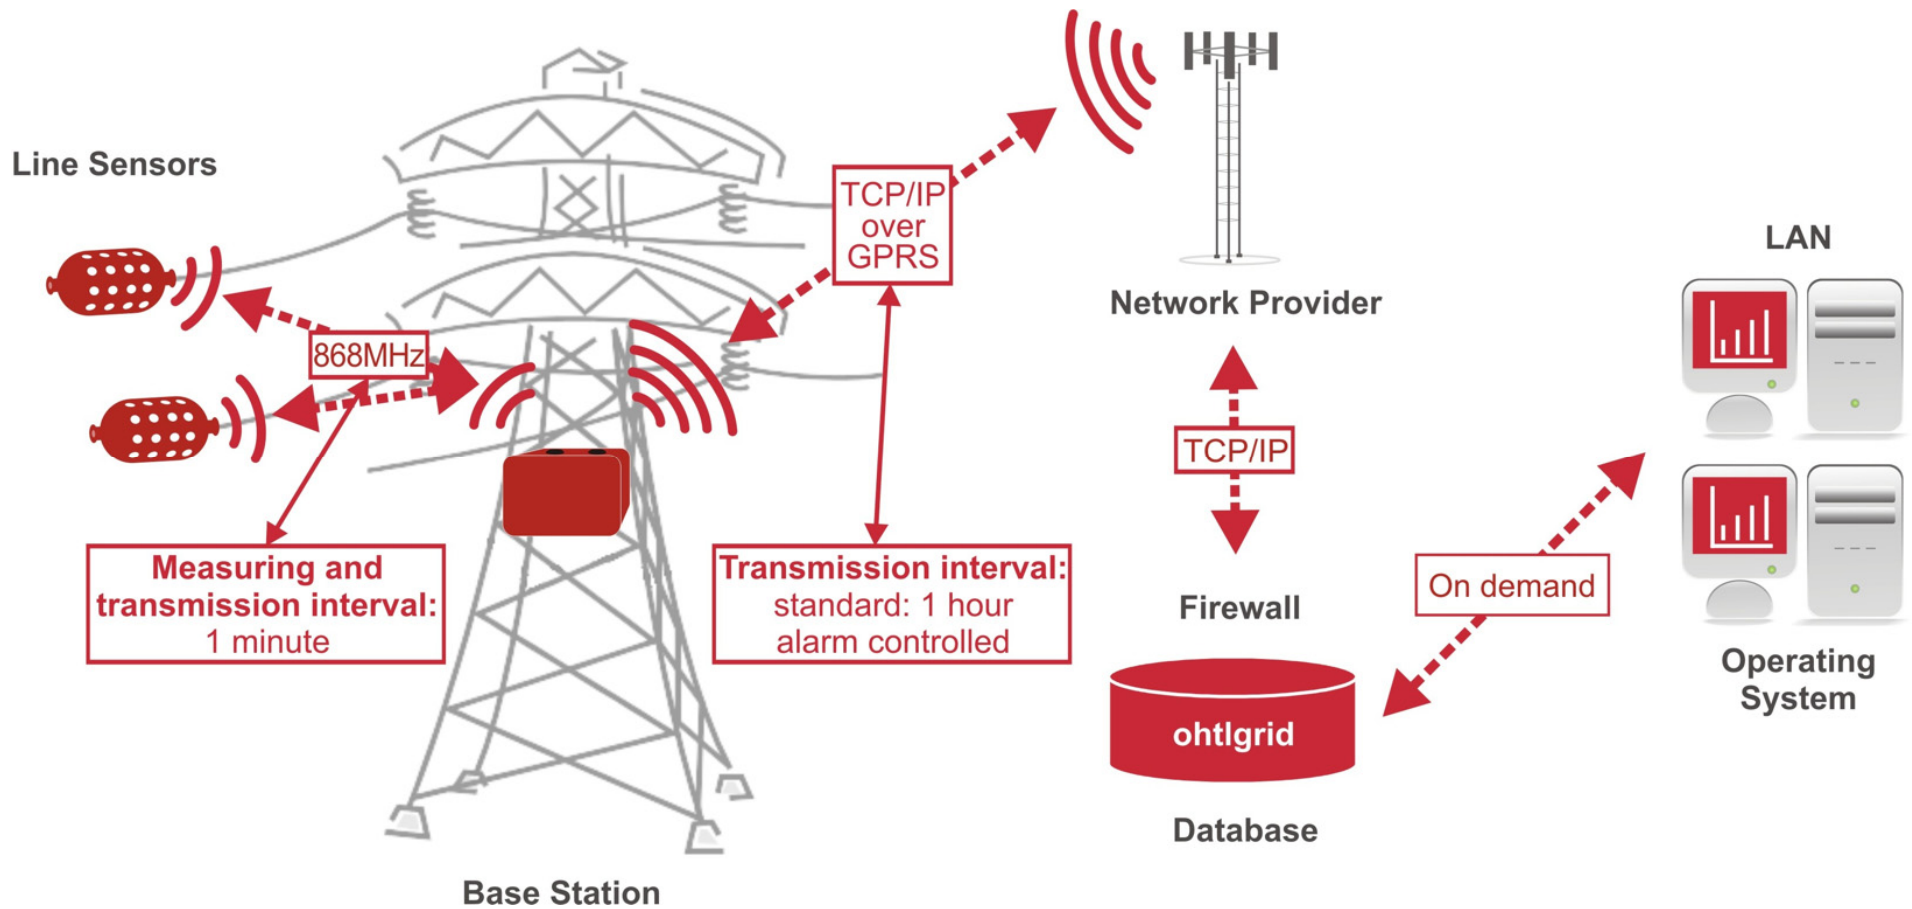 Line Sensors
868MHz
Measuring and
transmission interval:
1 minute
TCP/IP
over
GPRS
Transmission interval:
standard: 1 hour
alarm controlled
Base Station
Network Provider
TCP/IP
Firewall
ohtlgrid
Database
On demand
LAN
Operating
System